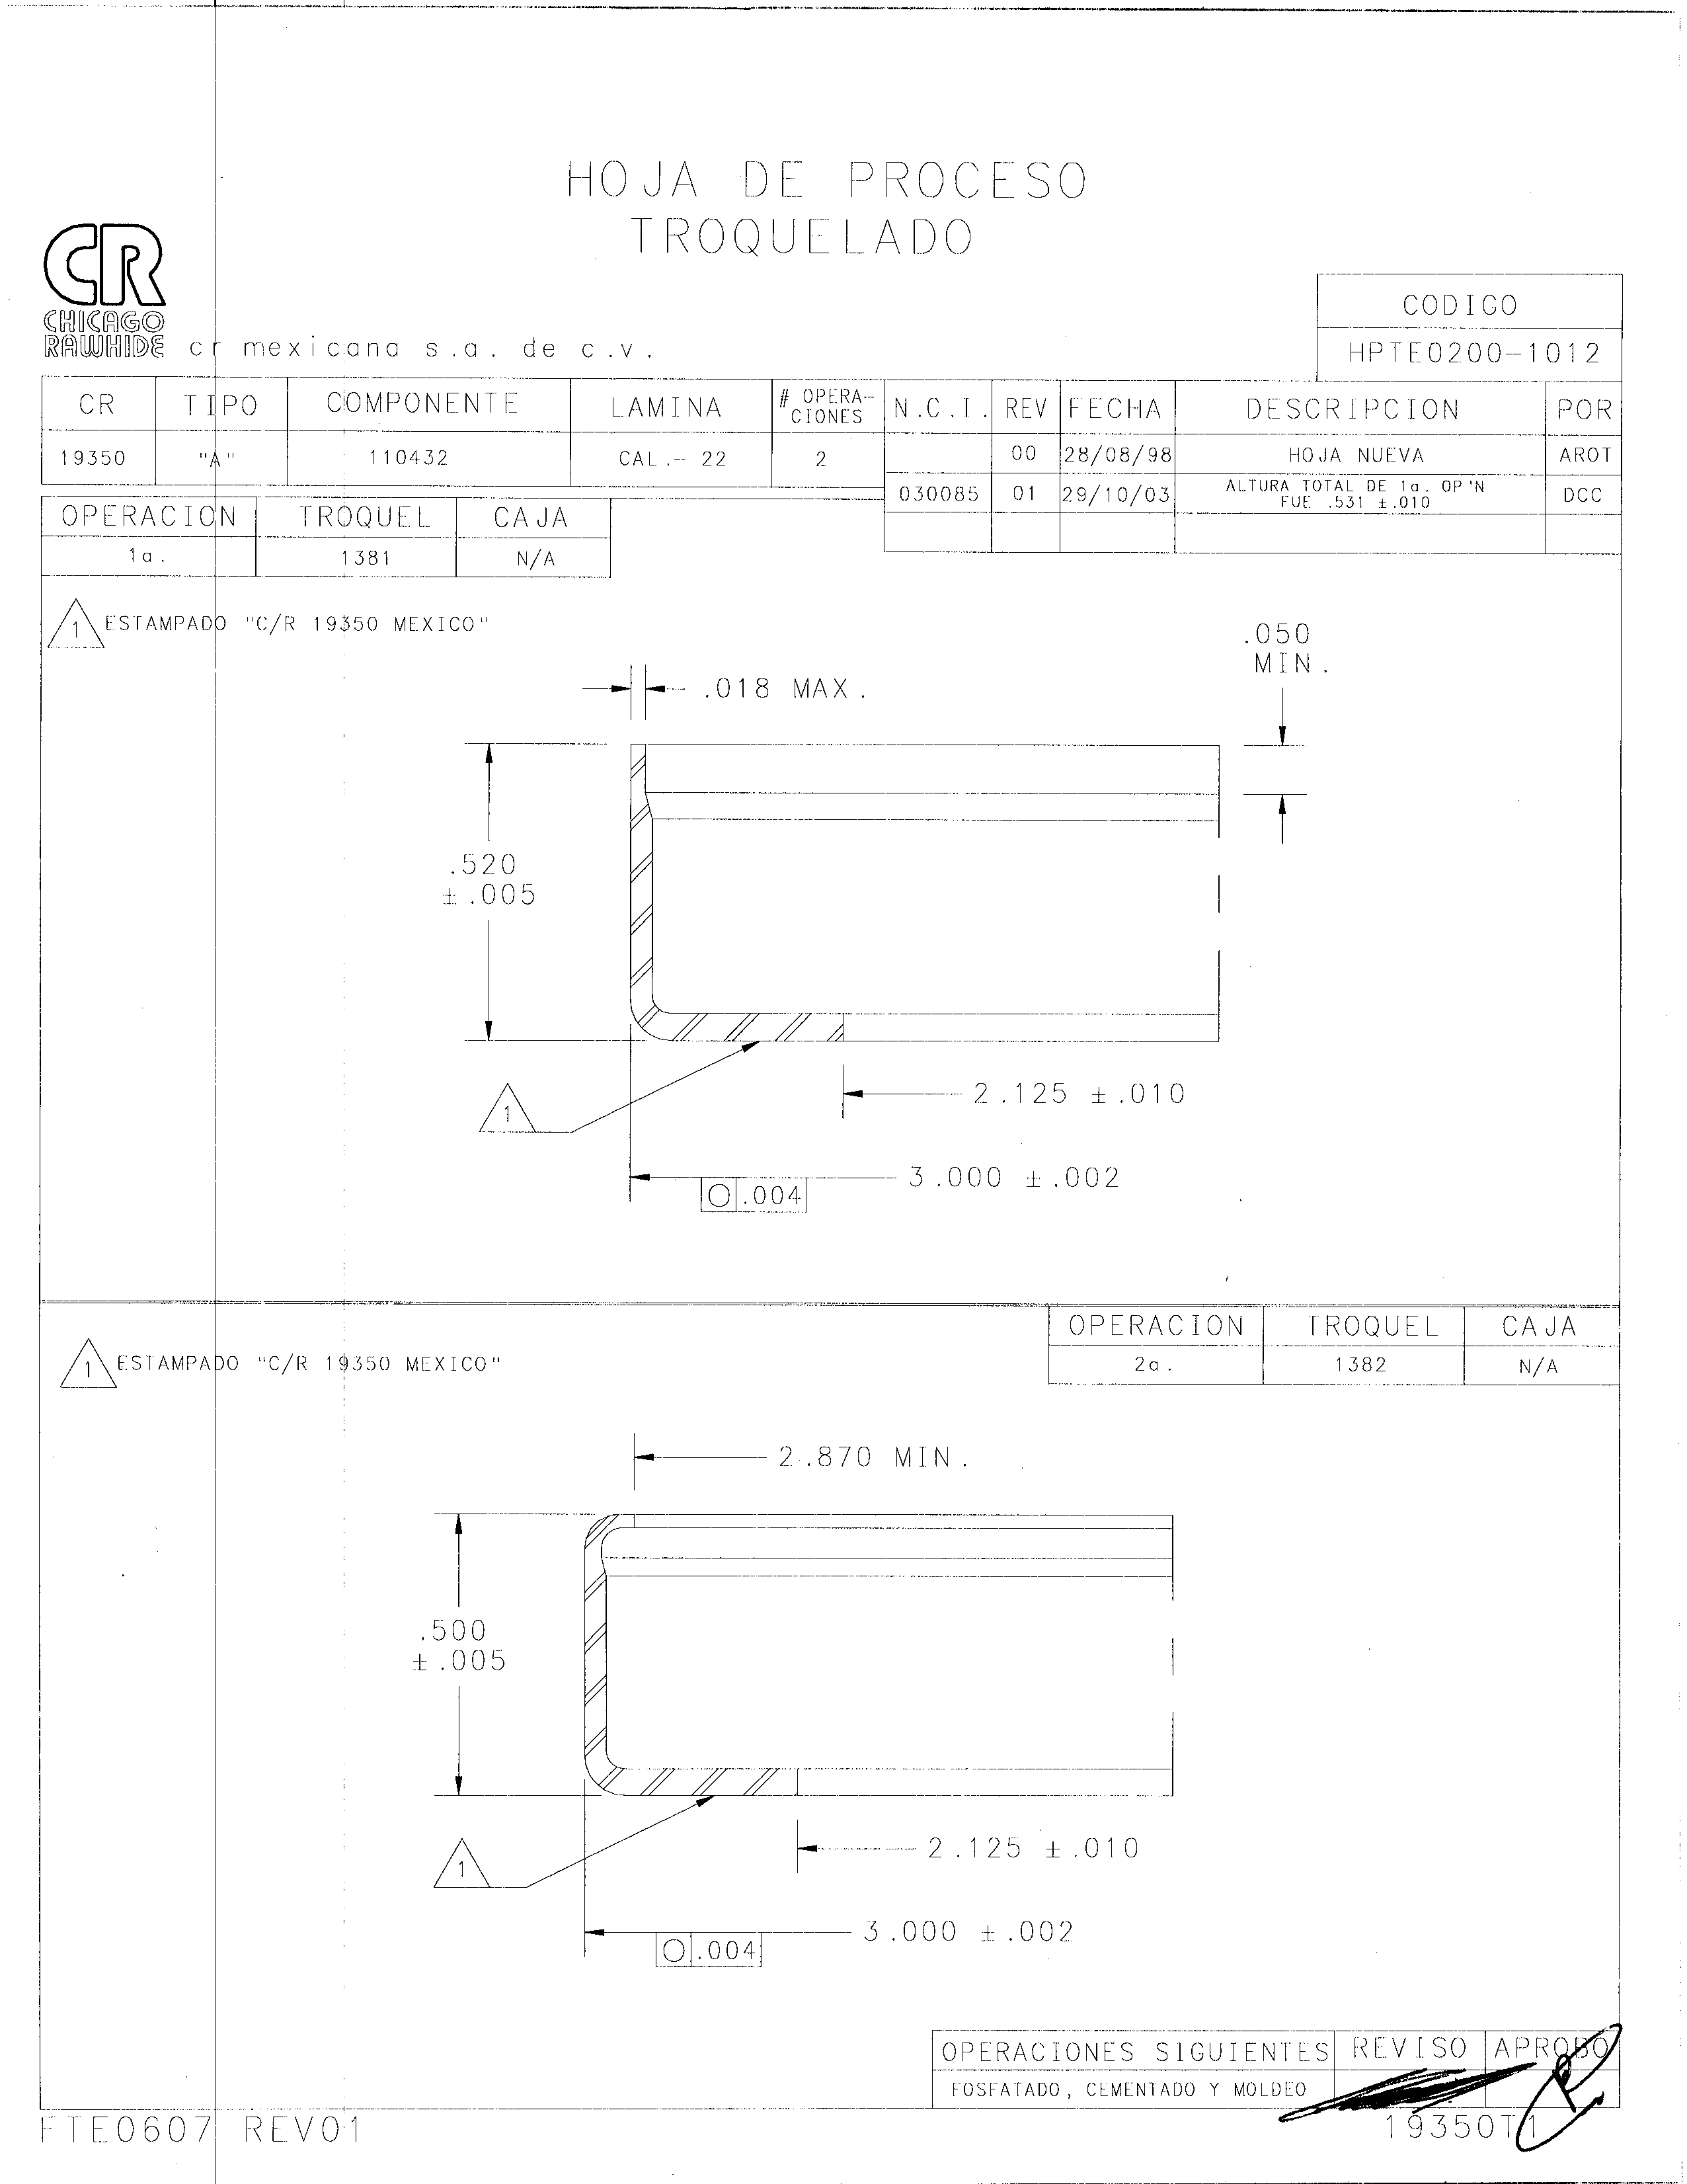 HOJA DE PROCESO
TROQUELADO
CR
CHICAGO
RAWHIDE
cr mexicana s.a. de c.v.
CODIGO
HPTE0200-1012
CR TIPO COMPONENTE LAMINA # OPERA-CIONES N.C.I. REV FECHA DESCRIPCION POR
19350 "A" 110432 CAL.- 22 2 00 28/08/98 HOJA NUEVA AROT
030085 01 29/10/03 ALTURA TOTAL DE 1a. OP'N
FUE .531 ±.010 DCC
OPERACION TROQUEL CAJA
1a. 1381 N/A
1 ESTAMPADO "C/R 19350 MEXICO"
.050
MIN.
.018 MAX.
.520
±.005
2.125 ±.010
1
3.000 ±.002
.004
OPERACION TROQUEL CAJA
2a. 1382 N/A
1 ESTAMPADO "C/R 19350 MEXICO"
2.870 MIN.
.500
±.005
2.125 ±.010
1
3.000 ±.002
.004
OPERACIONES SIGUIENTES REVISO APROBO
FOSFATADO, CEMENTADO Y MOLDEO
FTE0607 REV01
19350T1